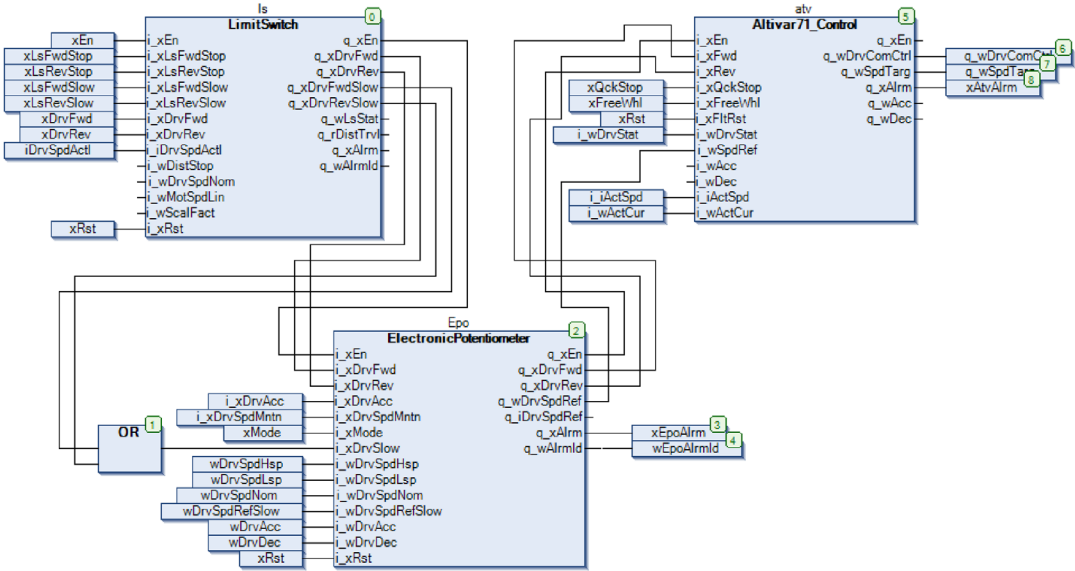 ls
0
LimitSwitch
xEn i_xEn q_xEn
xLsFwdStop i_xLsFwdStop q_xDrvFwd
xLsRevStop i_xLsRevStop q_xDrvRev
xLsFwdSlow i_xLsFwdSlow q_xDrvFwdSlow
xLsRevSlow i_xLsRevSlow q_xDrvRevSlow
xDrvFwd i_xDrvFwd q_wLsStat
xDrvRev i_xDrvRev q_rDistTrvl
iDrvSpdActl i_iDrvSpdActl q_xAlrm
i_wDistStop q_wAlrmId
i_wDrvSpdNom
i_wMotSpdLin
i_wScalFact
xRst i_xRst
atv
5
Altivar71_Control
i_xEn q_xEn
i_xFwd q_wDrvComCtrl q_wDrvComCtrl 6
i_xRev q_wSpdTarg q_wSpdTarg 7
xQckStop i_xQckStop q_xAlrm xAtvAlrm 8
xFreeWhl i_xFreeWhl q_wAcc
xRst i_xFltRst q_wDec
i_wDrvStat i_wDrvStat
i_wSpdRef
i_wAcc
i_wDec
i_iActSpd i_iActSpd
i_wActCur i_wActCur
Epo
2
ElectronicPotentiometer
i_xEn q_xEn
i_xDrvFwd q_xDrvFwd
i_xDrvRev q_xDrvRev
i_xDrvAcc i_xDrvAcc q_wDrvSpdRef
i_xDrvSpdMntn i_xDrvSpdMntn q_iDrvSpdRef
xMode i_xMode q_xAlrm xEpoAlrm 3
OR 1
i_xDrvSlow q_wAlrmId wEpoAlrmId 4
wDrvSpdHsp i_wDrvSpdHsp
wDrvSpdLsp i_wDrvSpdLsp
wDrvSpdNom i_wDrvSpdNom
wDrvSpdRefSlow i_wDrvSpdRefSlow
wDrvAcc i_wDrvAcc
wDrvDec i_wDrvDec
xRst i_xRst